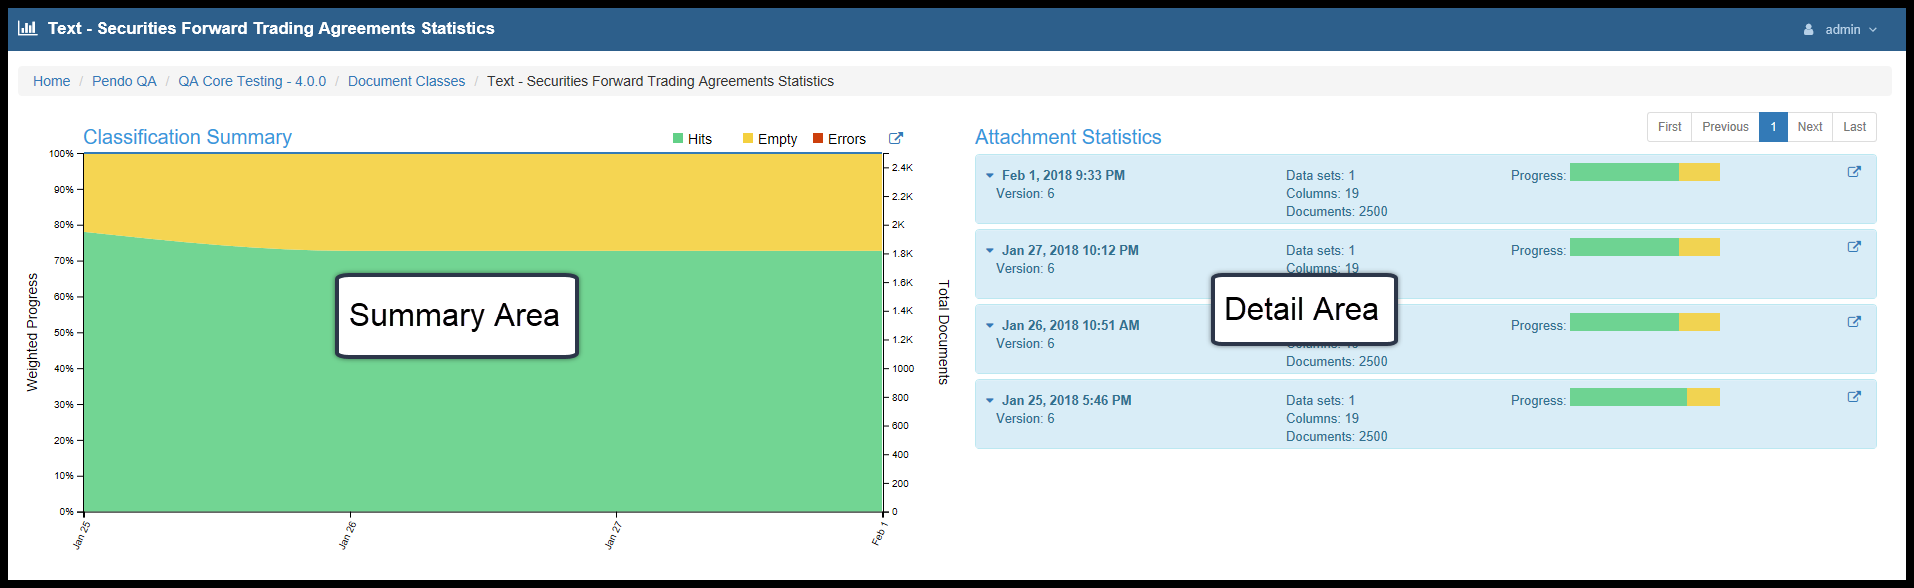 Text - Securities Forward Trading Agreements Statistics
admin
Home / Pendo QA / QA Core Testing - 4.0.0 / Document Classes / Text - Securities Forward Trading Agreements Statistics
Classification Summary
Hits
Empty
Errors
100%
90%
80%
70%
60%
50%
40%
30%
20%
10%
0%
Weighted Progress
2.4K
2.2K
2K
1.8K
1.6K
1.4K
1.2K
1000
800
600
400
200
0
Total Documents
Jan 25
Jan 26
Jan 27
Feb 1
Summary Area
Attachment Statistics
First
Previous
1
Next
Last
Feb 1, 2018 9:33 PM
Version: 6
Data sets: 1
Columns: 19
Documents: 2500
Progress:
Jan 27, 2018 10:12 PM
Version: 6
Data sets: 1
Columns: 19
Progress:
Detail Area
Jan 26, 2018 10:51 AM
Version: 6
Documents: 2500
Progress:
Jan 25, 2018 5:46 PM
Version: 6
Data sets: 1
Columns: 19
Documents: 2500
Progress: